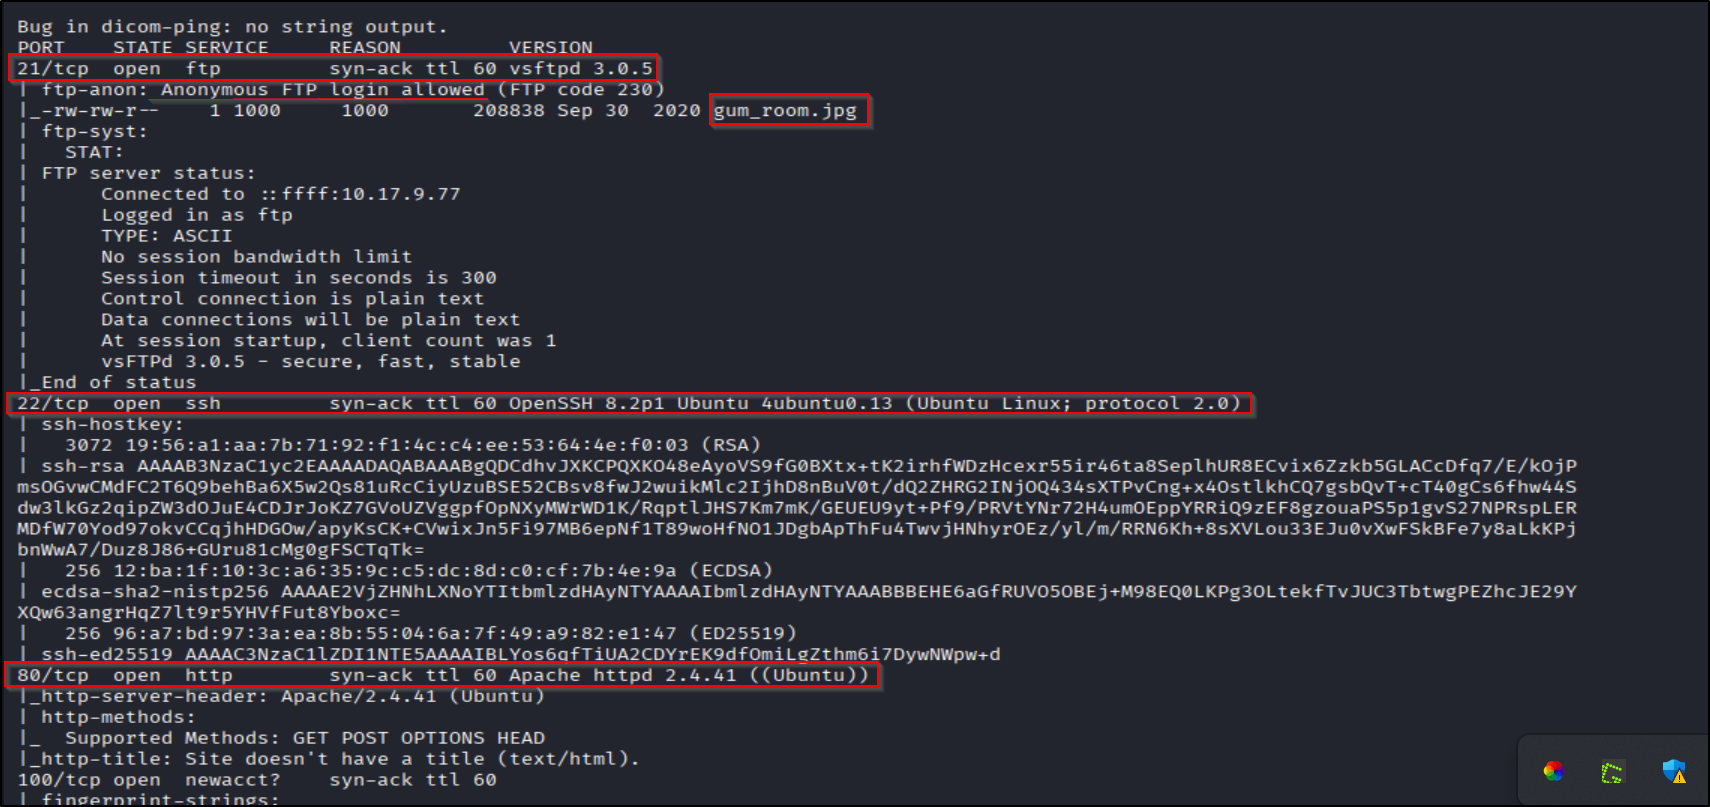 Bug in dicom-ping: no string output.
PORT    STATE SERVICE     REASON         VERSION
21/tcp  open  ftp         syn-ack ttl 60 vsftpd 3.0.5
| ftp-anon: Anonymous FTP login allowed (FTP code 230)
|_-rw-rw-r--    1 1000     1000       208838 Sep 30  2020 gum_room.jpg
| ftp-syst:
|   STAT:
| FTP server status:
|      Connected to ::ffff:10.17.9.77
|      Logged in as ftp
|      TYPE: ASCII
|      No session bandwidth limit
|      Session timeout in seconds is 300
|      Control connection is plain text
|      Data connections will be plain text
|      At session startup, client count was 1
|      vsFTPd 3.0.5 - secure, fast, stable
|_End of status
22/tcp  open  ssh         syn-ack ttl 60 OpenSSH 8.2p1 Ubuntu 4ubuntu0.13 (Ubuntu Linux; protocol 2.0)
| ssh-hostkey:
|   3072 19:56:a1:aa:7b:71:92:f1:4c:c4:ee:53:64:4e:f0:03 (RSA)
| ssh-rsa AAAAB3NzaC1yc2EAAAADAQABAAABgQDCdhvJXKCPQXKO48eAyoVS9fG0BXtx+tK2irhfWDzHcexr55ir46ta8SeplhUR8ECvix6Zzkb5GLACcDfq7/E/kOjP
msOGvwCMdFC2T6Q9behBa6X5w2Qs81uRcCiyUzuBSE52CBsv8fwJ2wuikMlc2IjhD8nBuV0t/dQ2ZHRG2INjOQ434sXTPvCng+x4OstlkhCQ7gsbQvT+cT40gCs6fhw44S
dw3lkGz2qipZW3dOJuE4CDJrJoKZ7GVoUZVggpfOpNXyMWrWD1K/RqptlJHS7Km7mK/GEUEU9yt+Pf9/PRVtYNr72H4umOEppYRRiQ9zEF8gzouaPS5p1gvS27NPRspLER
MDfW70Yod97okvCCqjhHDGOw/apyKsCK+CVwixJn5Fi97MB6epNf1T89woHfNO1JDgbApThFu4TwvjHNhyrOEz/yl/m/RRN6Kh+8sXVLou33EJu0vXwFSkBFe7y8aLkKPj
bnWwA7/Duz8J86+GUru81cMg0gFSCTqTk=
|   256 12:ba:1f:10:3c:a6:35:9c:c5:dc:8d:c0:cf:7b:4e:9a (ECDSA)
| ecdsa-sha2-nistp256 AAAAE2VjZHNhLXNoYTItbmlzdHAyNTYAAAAIbmlzdHAyNTYAAABBBEHE6aGfRUVO5OBEj+M98EQ0LKPg3OLtekfTvJUC3TbtwgPEZhcJE29Y
XQw63angrHqZ7lt9r5YHVfFut8Yboxc=
|   256 96:a7:bd:97:3a:ea:8b:55:04:6a:7f:49:a9:82:e1:47 (ED25519)
|_ssh-ed25519 AAAAC3NzaC1lZDI1NTE5AAAAIBLYos6qfTiUA2CDYrEK9dfOmiLgZthm6i7DywNWpw+d
80/tcp  open  http        syn-ack ttl 60 Apache httpd 2.4.41 ((Ubuntu))
|_http-server-header: Apache/2.4.41 (Ubuntu)
| http-methods:
|_  Supported Methods: GET POST OPTIONS HEAD
|_http-title: Site doesn't have a title (text/html).
100/tcp open  newacct?    syn-ack ttl 60
| fingerprint-strings: